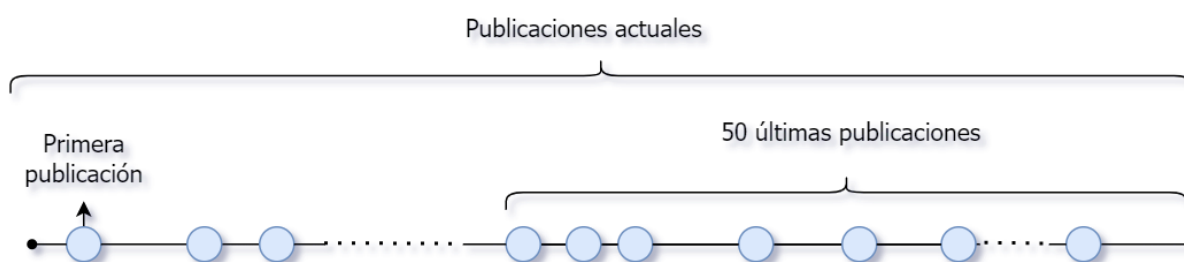 Publicaciones actuales
50 últimas publicaciones
Primera
publicación